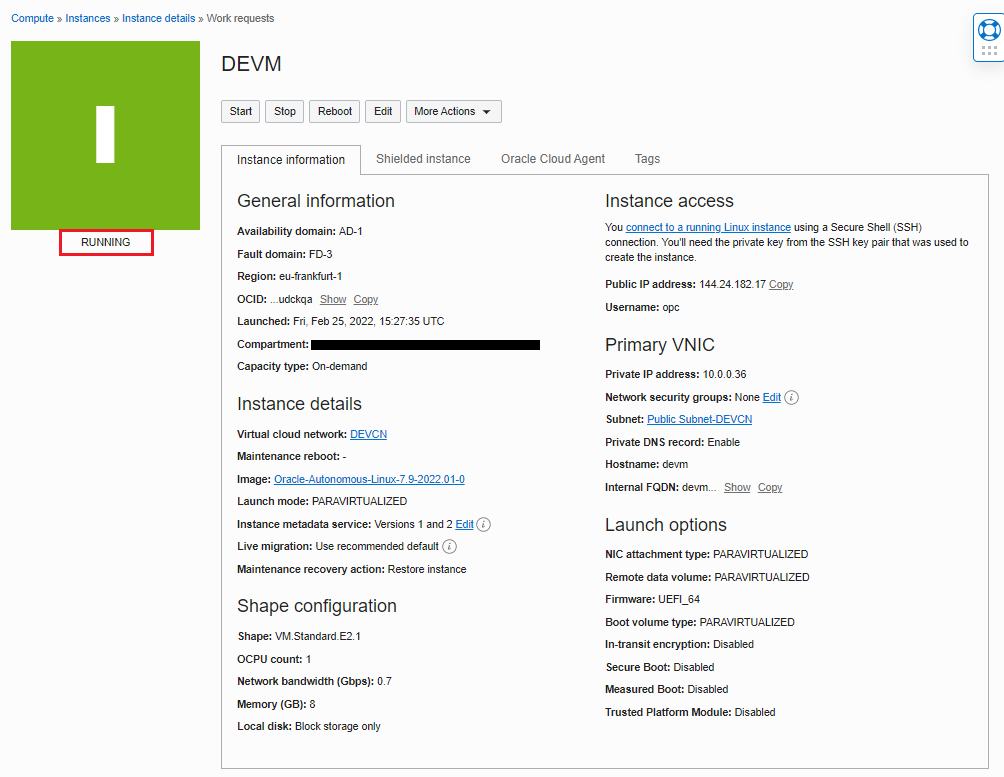 Compute » Instances » Instance details » Work requests
DEVM
Start Stop Reboot Edit More Actions
RUNNING
Instance information Shielded instance Oracle Cloud Agent Tags
General information
Availability domain: AD-1
Fault domain: FD-3
Region: eu-frankfurt-1
OCID: ...udckqa Show Copy
Launched: Fri, Feb 25, 2022, 15:27:35 UTC
Compartment:
Capacity type: On-demand
Instance details
Virtual cloud network: DEVCN
Maintenance reboot: -
Image: Oracle-Autonomous-Linux-7.9-2022.01-0
Launch mode: PARAVIRTUALIZED
Instance metadata service: Versions 1 and 2 Edit i
Live migration: Use recommended default i
Maintenance recovery action: Restore instance
Shape configuration
Shape: VM.Standard.E2.1
OCPU count: 1
Network bandwidth (Gbps): 0.7
Memory (GB): 8
Local disk: Block storage only
Instance access
You connect to a running Linux instance using a Secure Shell (SSH)
connection. You'll need the private key from the SSH key pair that was used to
create the instance.
Public IP address: 144.24.182.17 Copy
Username: opc
Primary VNIC
Private IP address: 10.0.0.36
Network security groups: None Edit i
Subnet: Public Subnet-DEVCN
Private DNS record: Enable
Hostname: devm
Internal FQDN: devm... Show Copy
Launch options
NIC attachment type: PARAVIRTUALIZED
Remote data volume: PARAVIRTUALIZED
Firmware: UEFI_64
Boot volume type: PARAVIRTUALIZED
In-transit encryption: Disabled
Secure Boot: Disabled
Measured Boot: Disabled
Trusted Platform Module: Disabled